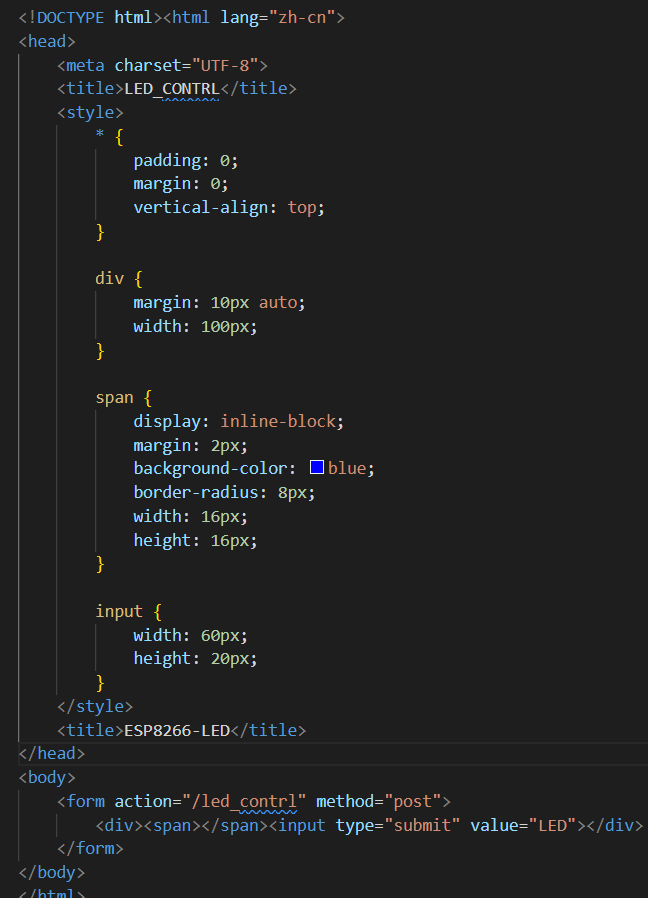 <!DOCTYPE html><html lang="zh-cn">
<head>
    <meta charset="UTF-8">
    <title>LED_CONTRL</title>
    <style>
        * {
            padding: 0;
            margin: 0;
            vertical-align: top;
        }

        div {
            margin: 10px auto;
            width: 100px;
        }

        span {
            display: inline-block;
            margin: 2px;
            background-color: blue;
            border-radius: 8px;
            width: 16px;
            height: 16px;
        }

        input {
            width: 60px;
            height: 20px;
        }
    </style>
    <title>ESP8266-LED</title>
</head>
<body>
    <form action="/led_contrl" method="post">
        <div><span></span><input type="submit" value="LED"></div>
    </form>
</body>
</html>